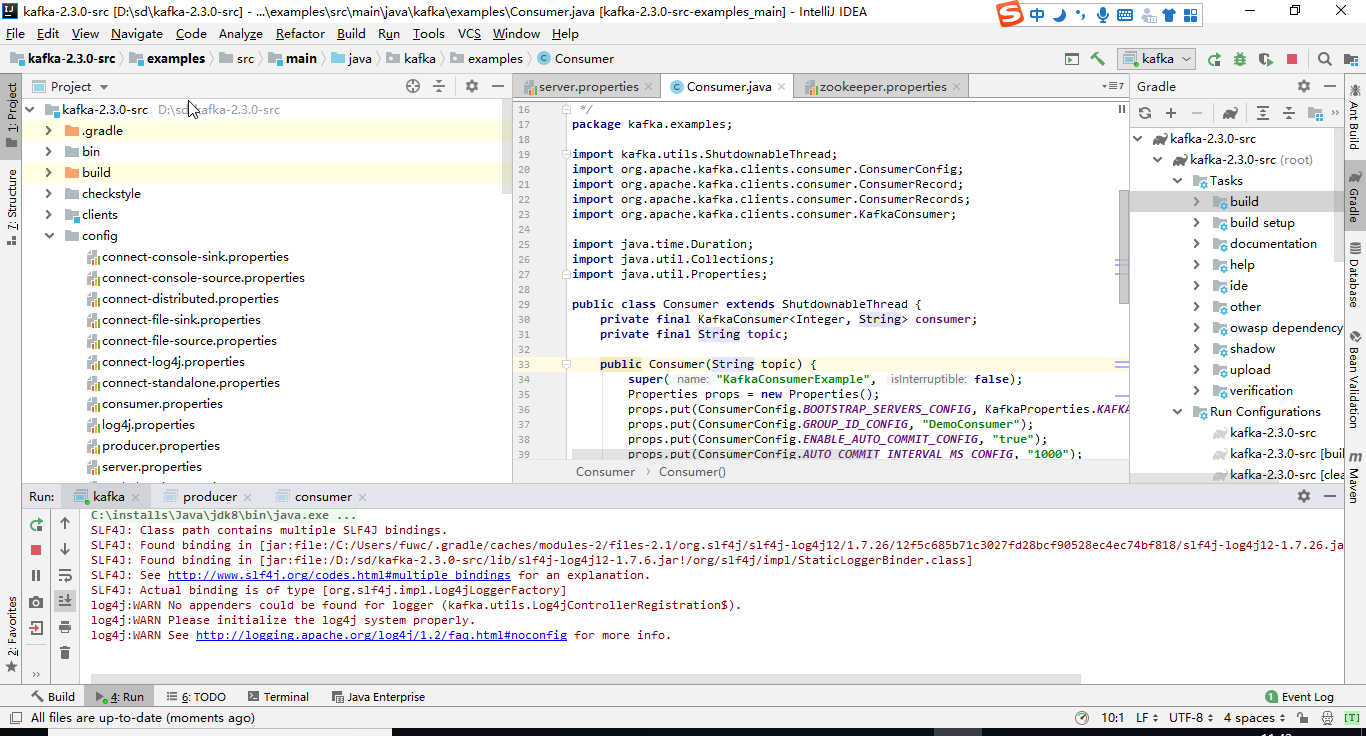 kafka-2.3.0-src [D:\sd\kafka-2.3.0-src] - ...\examples\src\main\java\kafka\examples\Consumer.java [kafka-2.3.0-src-examples_main] - IntelliJ IDEA
中
File Edit View Navigate Code Analyze Refactor Build Run Tools VCS Window Help
kafka-2.3.0-src examples src main java kafka examples Consumer kafka
Project
server.properties Consumer.java zookeeper.properties 7
Gradle
1: Project
7: Structure
2: Favorites
Ant Build
Gradle
Database
Bean Validation
Maven
kafka-2.3.0-src D:\sd\kafka-2.3.0-src
.gradle
bin
build
checkstyle
clients
config
connect-console-sink.properties
connect-console-source.properties
connect-distributed.properties
connect-file-sink.properties
connect-file-source.properties
connect-log4j.properties
connect-standalone.properties
consumer.properties
log4j.properties
producer.properties
server.properties
16 */
17 package kafka.examples;
18
19 import kafka.utils.ShutdownableThread;
20 import org.apache.kafka.clients.consumer.ConsumerConfig;
21 import org.apache.kafka.clients.consumer.ConsumerRecord;
22 import org.apache.kafka.clients.consumer.ConsumerRecords;
23 import org.apache.kafka.clients.consumer.KafkaConsumer;
24
25 import java.time.Duration;
26 import java.util.Collections;
27 import java.util.Properties;
28
29 public class Consumer extends ShutdownableThread {
30 private final KafkaConsumer<Integer, String> consumer;
31 private final String topic;
32
33 public Consumer(String topic) {
34 super( name: "KafkaConsumerExample", isInterruptible: false);
35 Properties props = new Properties();
36 props.put(ConsumerConfig.BOOTSTRAP_SERVERS_CONFIG, KafkaProperties.KAFKA
37 props.put(ConsumerConfig.GROUP_ID_CONFIG, "DemoConsumer");
38 props.put(ConsumerConfig.ENABLE_AUTO_COMMIT_CONFIG, "true");
39 props.put(ConsumerConfig.AUTO_COMMIT_INTERVAL_MS_CONFIG, "1000");
Consumer Consumer()
kafka-2.3.0-src
kafka-2.3.0-src (root)
Tasks
build
build setup
documentation
help
ide
other
owasp dependency
shadow
upload
verification
Run Configurations
kafka-2.3.0-src
kafka-2.3.0-src [buil
kafka-2.3.0-src [clea
Run: kafka producer consumer
C:\installs\Java\jdk8\bin\java.exe ...
SLF4J: Class path contains multiple SLF4J bindings.
SLF4J: Found binding in [jar:file:/C:/Users/fuwc/.gradle/caches/modules-2/files-2.1/org.slf4j/slf4j-log4j12/1.7.26/12f5c685b71c3027fd28bcf90528ec4ec74bf818/slf4j-log4j12-1.7.26.ja
SLF4J: Found binding in [jar:file:/D:/sd/kafka-2.3.0-src/lib/slf4j-log4j12-1.7.6.jar!/org/slf4j/impl/StaticLoggerBinder.class]
SLF4J: See http://www.slf4j.org/codes.html#multiple_bindings for an explanation.
SLF4J: Actual binding is of type [org.slf4j.impl.Log4jLoggerFactory]
log4j:WARN No appenders could be found for logger (kafka.utils.Log4jControllerRegistration$).
log4j:WARN Please initialize the log4j system properly.
log4j:WARN See http://logging.apache.org/log4j/1.2/faq.html#noconfig for more info.
Build 4: Run 6: TODO Terminal Java Enterprise 1 Event Log
All files are up-to-date (moments ago) 10:1 LF UTF-8 4 spaces [T]